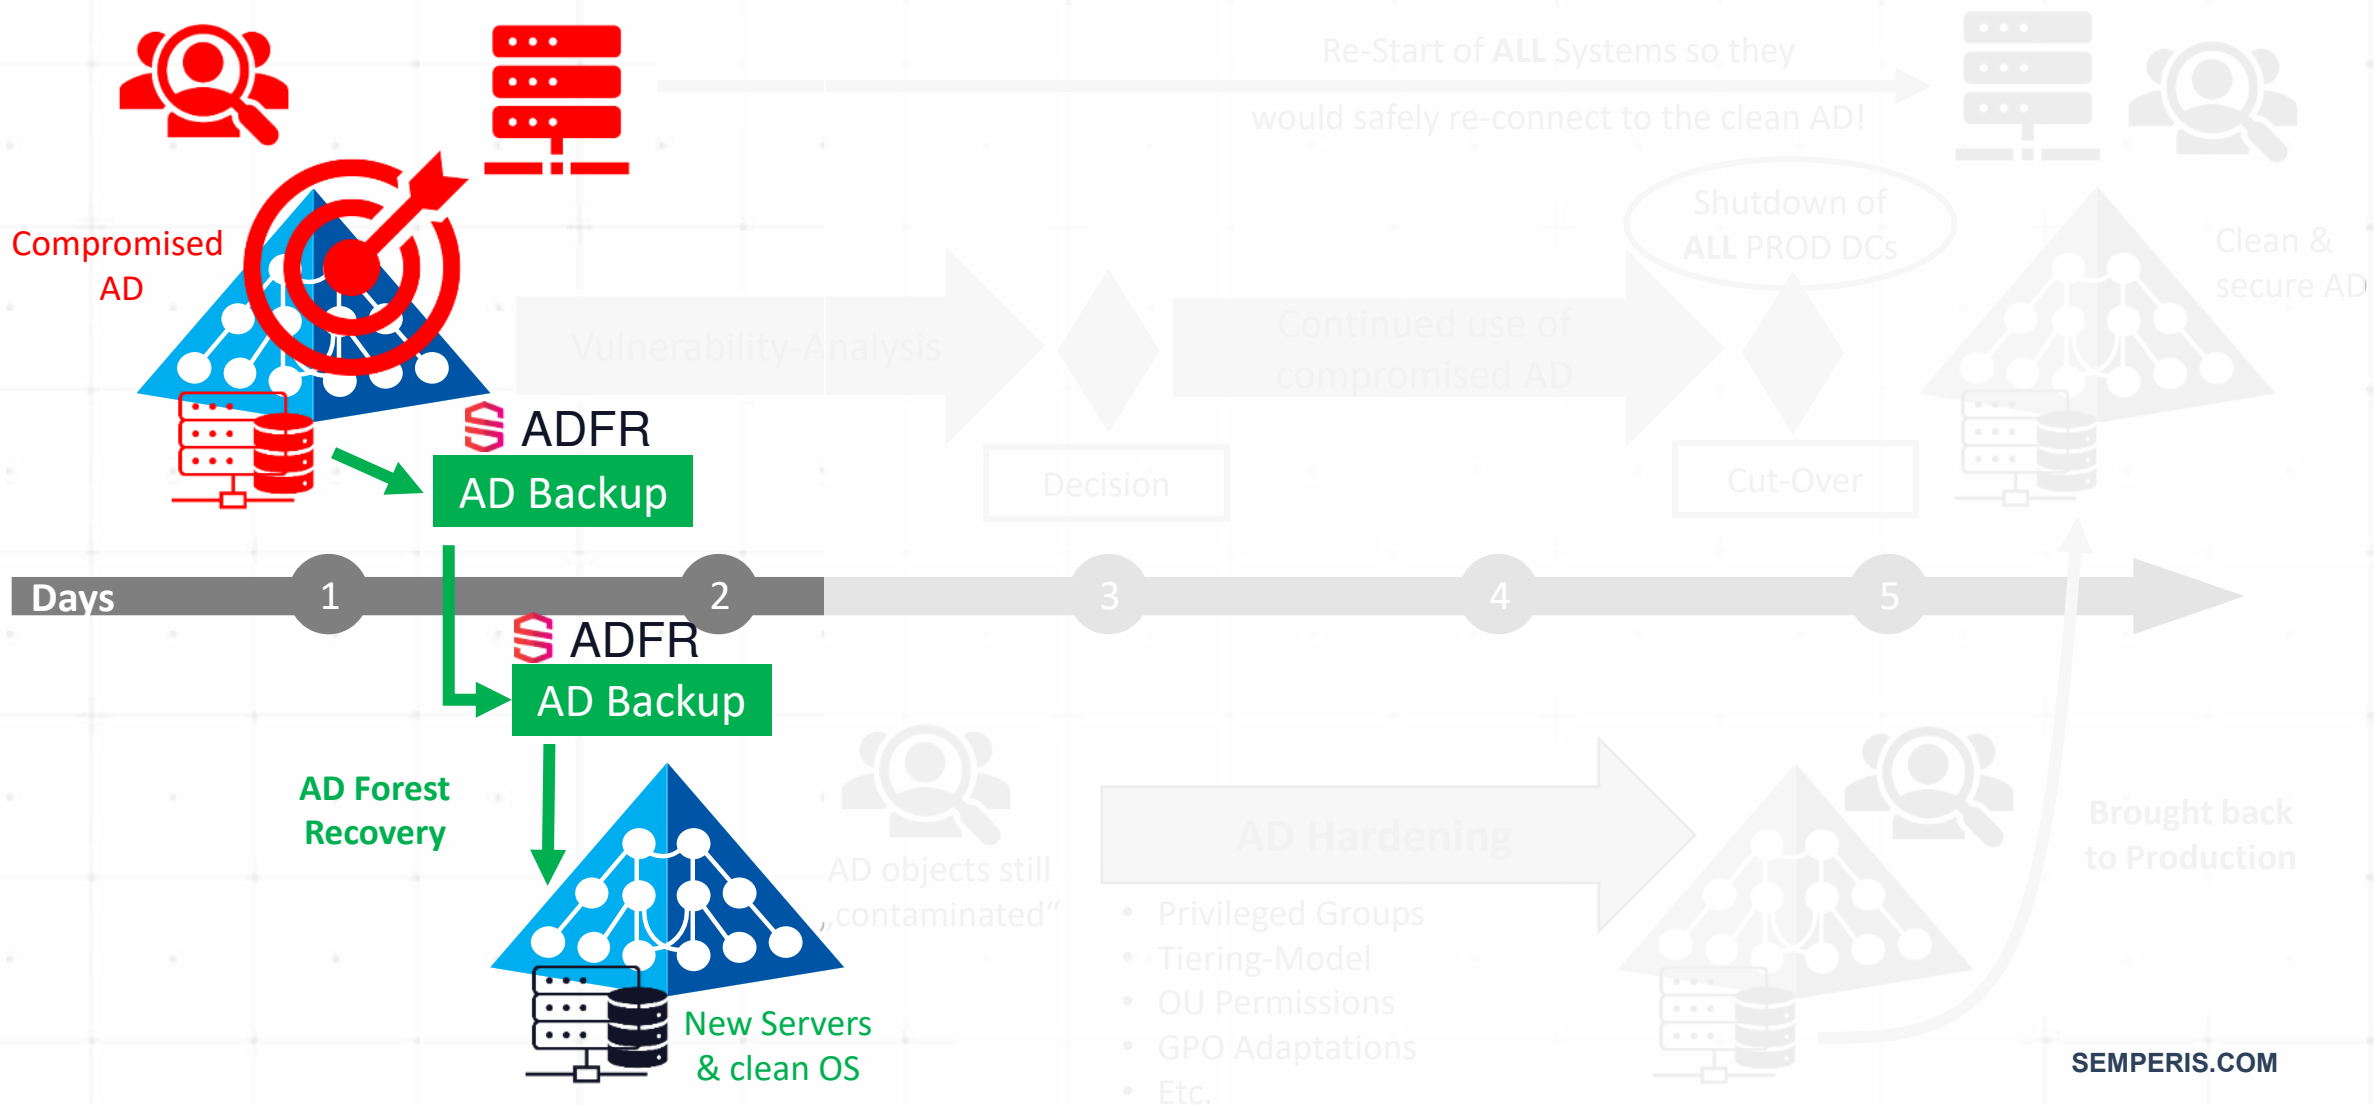 Re-Start of ALL Systems so they
would safely re-connect to the clean AD!
Shutdown of
ALL PROD DCs
Compromised
AD
Clean &
secure AD
Vulnerability-Analysis
Continued use of
compromised AD
ADFR
AD Backup
Decision
Cut-Over
Days
1
2
3
4
5
ADFR
AD Backup
AD Forest
Recovery
AD objects still
„contaminated“
AD Hardening
• Privileged Groups
• Tiering-Model
• OU Permissions
• GPO Adaptations
• Etc.
Brought back
to Production
New Servers
& clean OS
SEMPERIS.COM